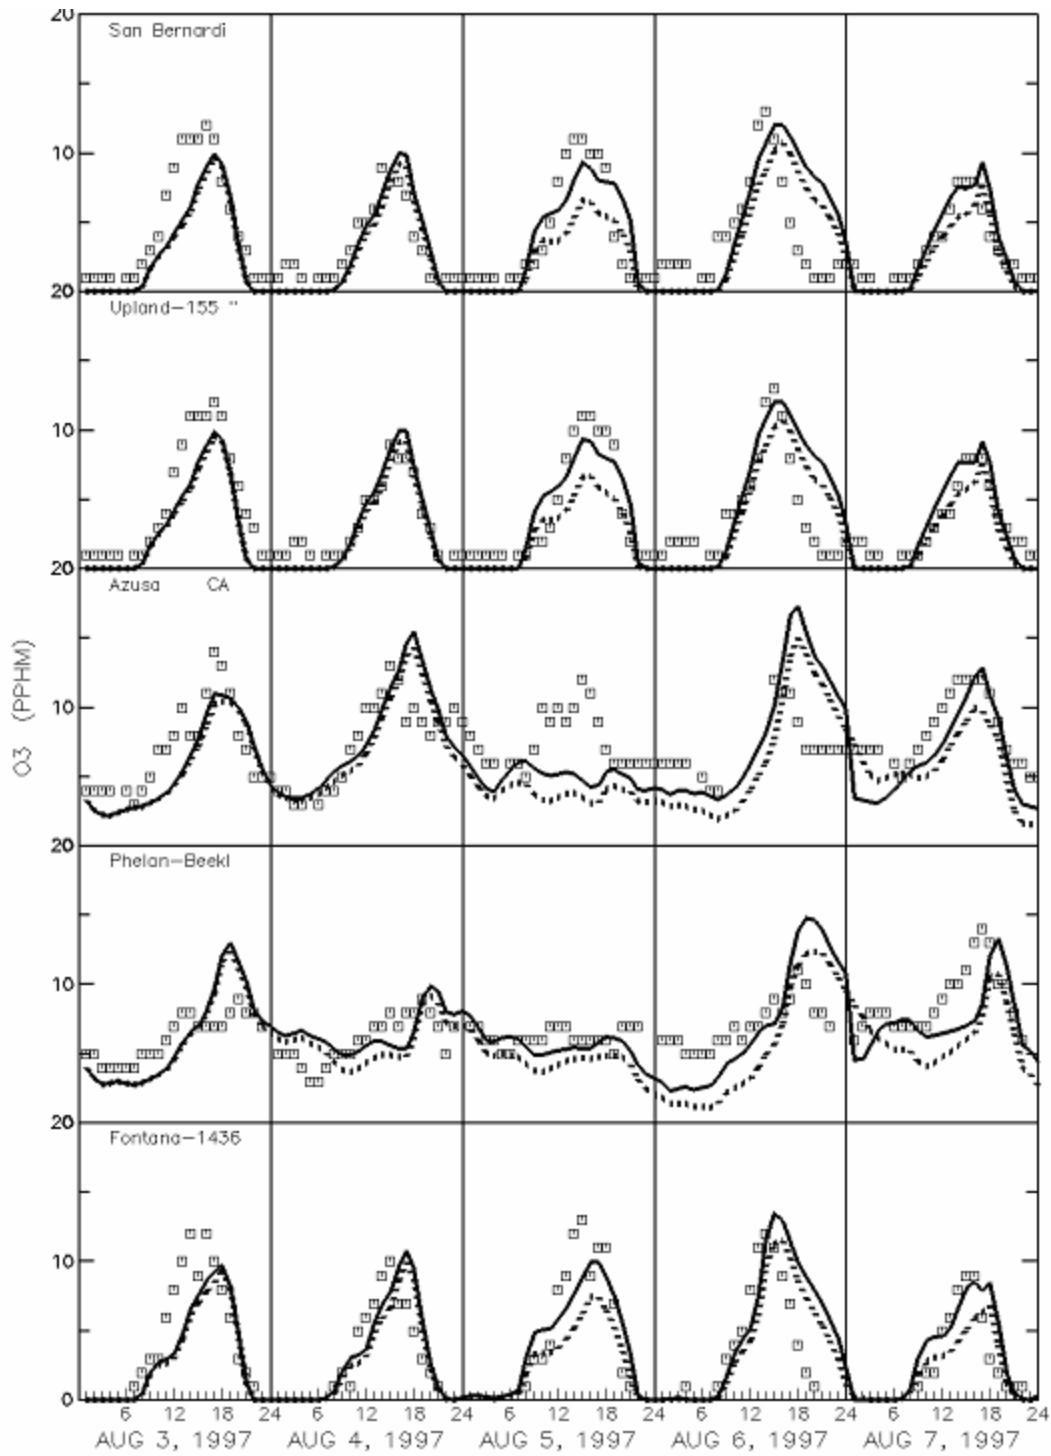 20
San Bernardi
10
20
Upland-155 "
10
20
Azusa CA
10
20
Phelan-Beekl
10
20
Fontana-1436
10
0
O3 (PPHM)
6 12 18 24 6 12 18 24 6 12 18 24 6 12 18 24 6 12 18 24
AUG 3, 1997 AUG 4, 1997 AUG 5, 1997 AUG 6, 1997 AUG 7, 1997